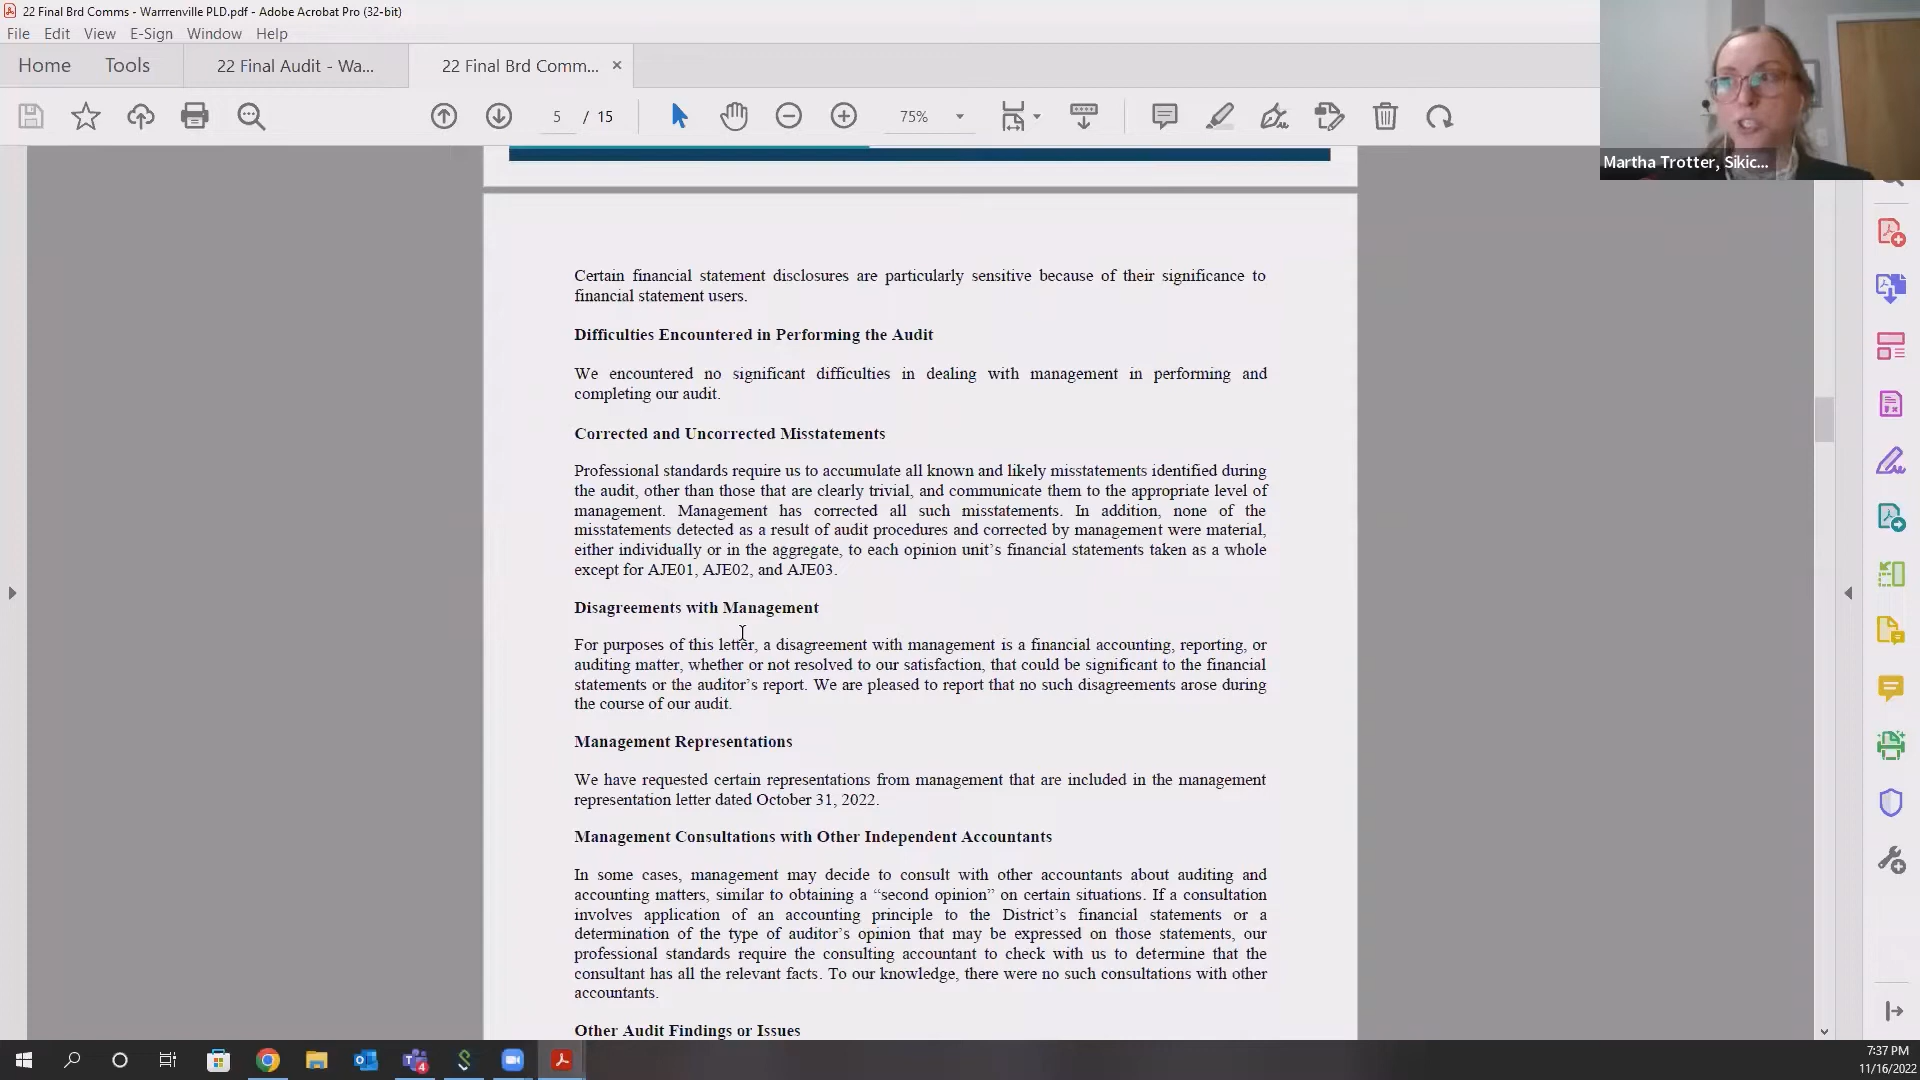 22 Final Brd Comms - Warrrenville PLD.pdf - Adobe Acrobat Pro (32-bit)
File Edit View E-Sign Window Help
Home Tools 22 Final Audit - Wa... 22 Final Brd Comm... ×
5 / 15 75%
Martha Trotter, Sikic...
Certain financial statement disclosures are particularly sensitive because of their significance to
financial statement users.
Difficulties Encountered in Performing the Audit
We encountered no significant difficulties in dealing with management in performing and
completing our audit.
Corrected and Uncorrected Misstatements
Professional standards require us to accumulate all known and likely misstatements identified during
the audit, other than those that are clearly trivial, and communicate them to the appropriate level of
management. Management has corrected all such misstatements. In addition, none of the
misstatements detected as a result of audit procedures and corrected by management were material,
either individually or in the aggregate, to each opinion unit’s financial statements taken as a whole
except for AJE01, AJE02, and AJE03.
Disagreements with Management
For purposes of this letter, a disagreement with management is a financial accounting, reporting, or
auditing matter, whether or not resolved to our satisfaction, that could be significant to the financial
statements or the auditor’s report. We are pleased to report that no such disagreements arose during
the course of our audit.
Management Representations
We have requested certain representations from management that are included in the management
representation letter dated October 31, 2022.
Management Consultations with Other Independent Accountants
In some cases, management may decide to consult with other accountants about auditing and
accounting matters, similar to obtaining a “second opinion” on certain situations. If a consultation
involves application of an accounting principle to the District’s financial statements or a
determination of the type of auditor’s opinion that may be expressed on those statements, our
professional standards require the consulting accountant to check with us to determine that the
consultant has all the relevant facts. To our knowledge, there were no such consultations with other
accountants.
Other Audit Findings or Issues
4
7:37 PM
11/16/2022